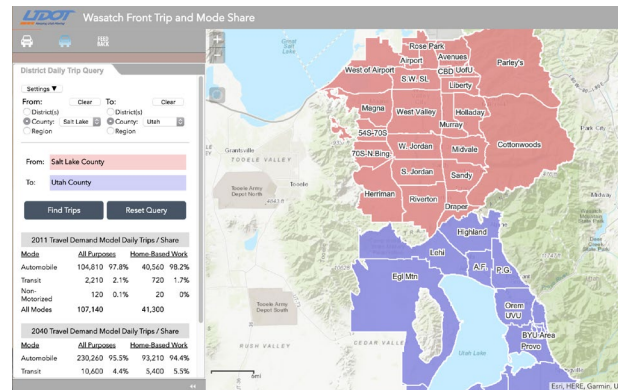 UDOT Wasatch Front Trip and Mode Share
FEED
BACK
District Daily Trip Query
Settings ▼
From: Clear To: Clear
District(s) District(s)
County: Salt Lake County: Utah
Region Region
From: Salt Lake County
To: Utah County
Find Trips Reset Query
2011 Travel Demand Model Daily Trips / Share
Mode All Purposes Home-Based Work
Automobile 104,810 97.8% 40,560 98.2%
Transit 2,210 2.1% 720 1.7%
Non-
Motorized 120 0.1% 20 0%
All Modes 107,140 41,300
2040 Travel Demand Model Daily Trips / Share
Mode All Purposes Home-Based Work
Automobile 230,260 95.5% 93,210 94.4%
Transit 10,600 4.4% 5,400 5.5%
Great
Salt
Lake
Rose Park
Airport
Avenues
West of Airport
CBD UofU
Parley's
S.W. SL
Liberty
Magna
West Valley
Holladay
Murray
54S-70S
70S-N.Bing.
W. Jordan
Midvale
Cottonwoods
S. Jordan
Sandy
Herriman
Riverton
Draper
Park City
Grantsville
TOOELE VALLEY
Tooele Army
Depot North
Tooele
Midway
Deer
Creek
State Park
Highland
Lehi
A.F.
P.G.
Egl Mtn
Orem
UVU
BYU Area
Provo
Tooele Army
Depot South
RUSH VALLEY
CEDAR VALLEY
Utah Lake
6mi
Esri, HERE, Garmin, U